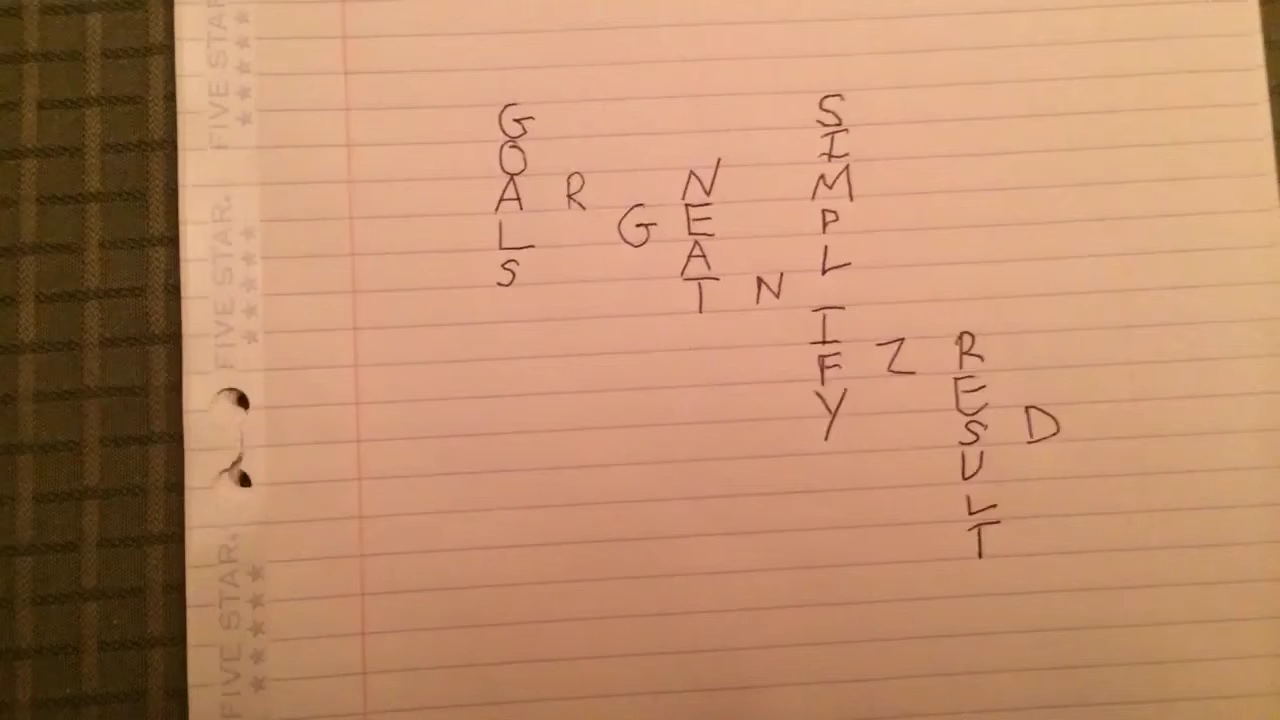 GOALS
R
G
NEAT
N
SIMPLIFY
Z
RESULT
D
FIVE STAR
FIVE STAR.
FIVE STAR.